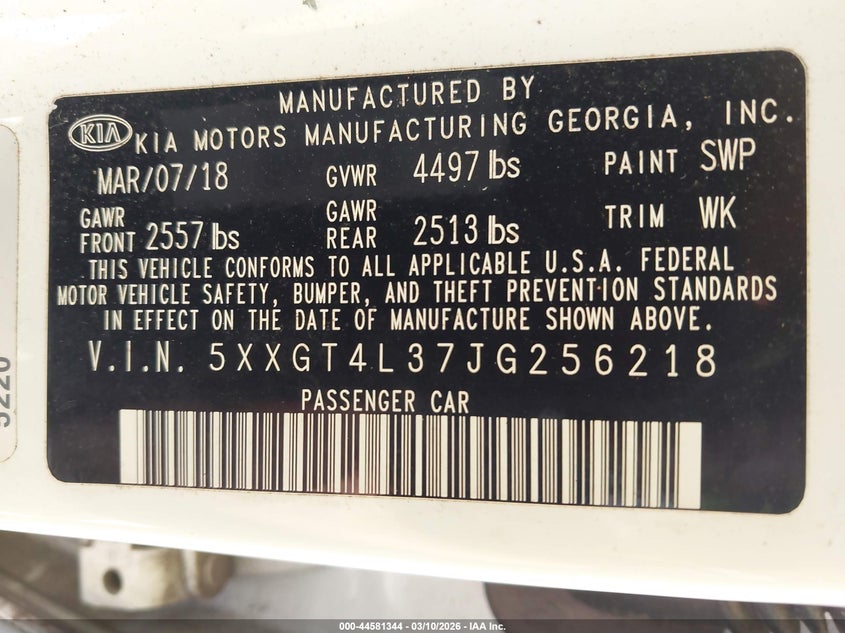 MANUFACTURED BY
KIA KIA MOTORS MANUFACTURING GEORGIA, INC.
MAR/07/18 GVWR 4497 lbs PAINT SWP
GAWR FRONT 2557 lbs GAWR REAR 2513 lbs TRIM WK
THIS VEHICLE CONFORMS TO ALL APPLICABLE U.S.A. FEDERAL
MOTOR VEHICLE SAFETY, BUMPER, AND THEFT PREVENTION STANDARDS
IN EFFECT ON THE DATE OF MANUFACTURE SHOWN ABOVE.
V.I.N. 5XXGT4L37JG256218
PASSENGER CAR
000-44581344 — 03/10/2026 — IAA Inc.